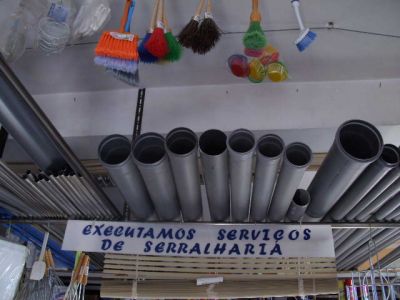 EXECUTAMOS SERVIÇOS
DE SERRALHARIA